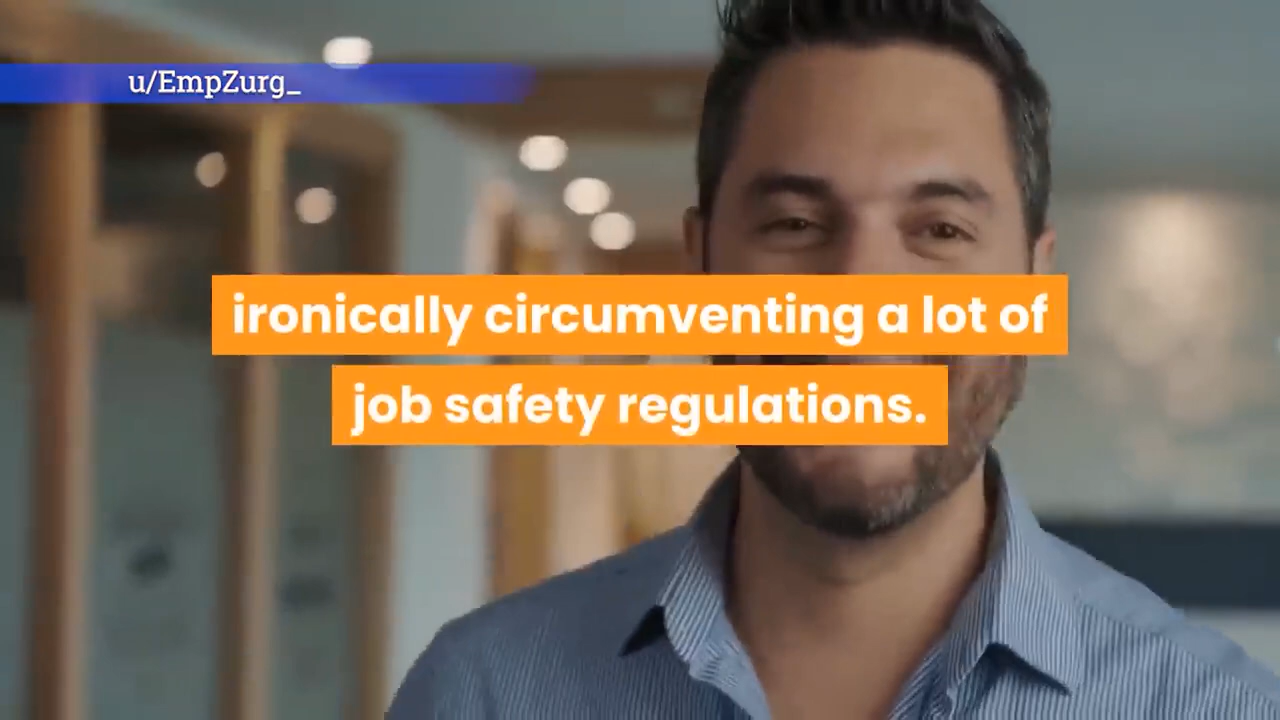 u/EmpZurg_
ironically circumventing a lot of
job safety regulations.